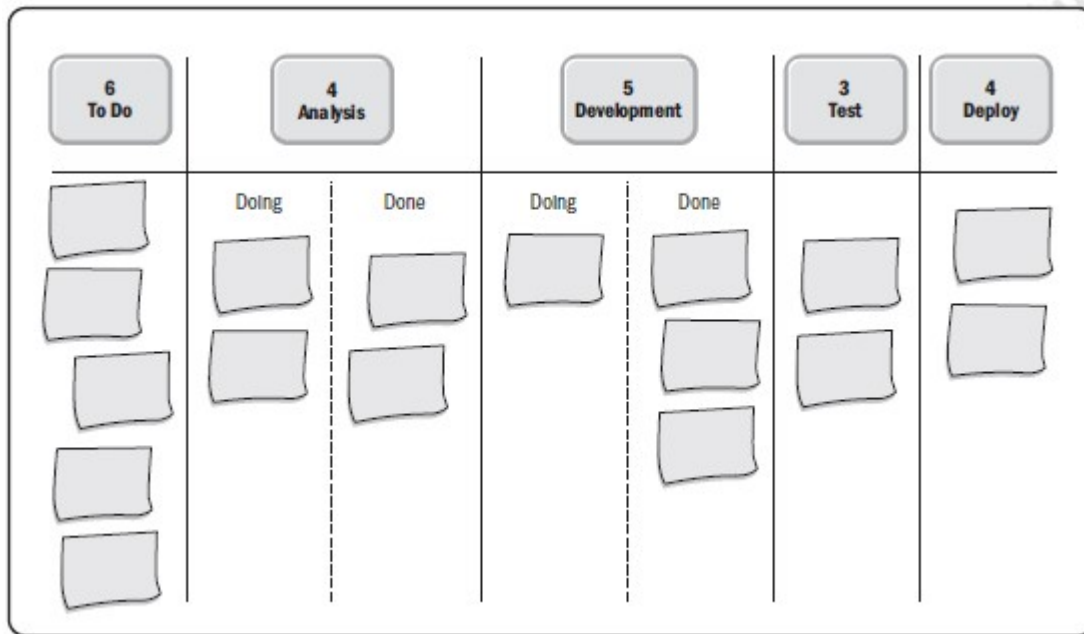 6
To Do
4
Analysis
5
Development
3
Test
4
Deploy
Doing
Done
Doing
Done